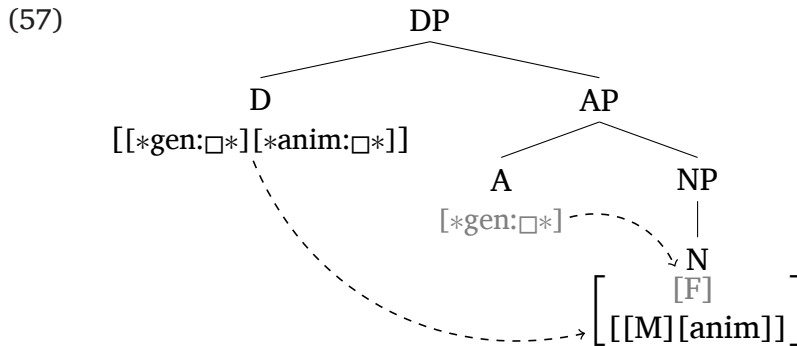 (57)
DP
D AP
[[∗gen:□∗][∗anim:□∗]]
A NP
[∗gen:□∗]
N
[F]
[[M][anim]]